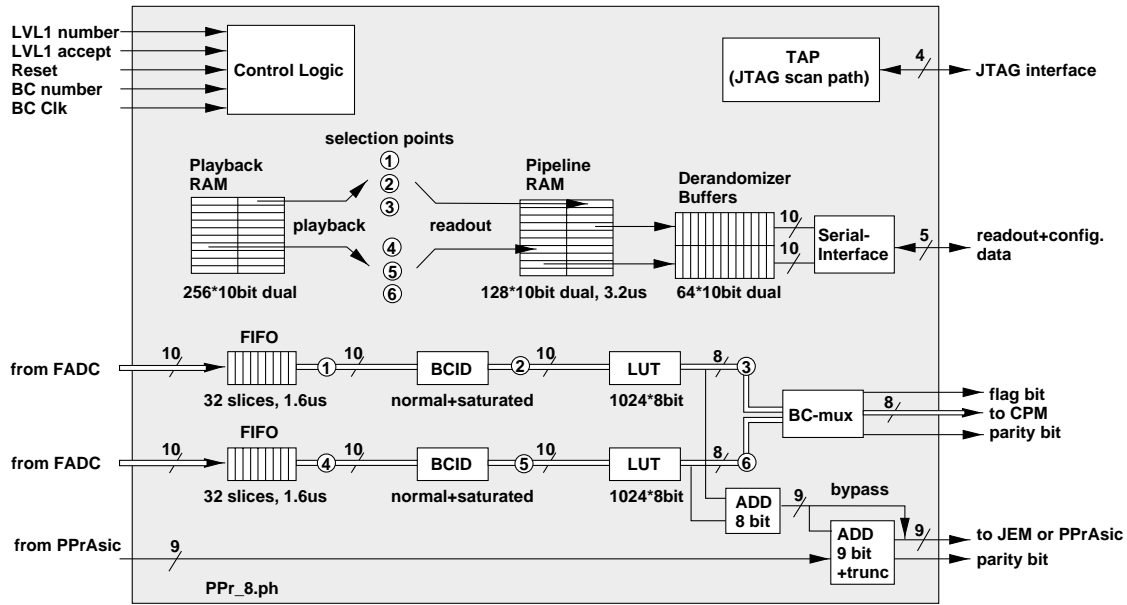 LVL1 number
LVL1 accept
Reset
BC number
BC Clk
Control Logic
TAP
(JTAG scan path)
4
JTAG interface
selection points
1
2
3
4
5
6
Playback
RAM
playback
readout
256*10bit dual
Pipeline
RAM
128*10bit dual, 3.2us
Derandomizer
Buffers
64*10bit dual
10
10
Serial-
Interface
5
readout+config.
data
from FADC
10
FIFO
32 slices, 1.6us
1
10
BCID
normal+saturated
2
10
LUT
1024*8bit
8
3
from FADC
10
FIFO
32 slices, 1.6us
4
10
BCID
normal+saturated
5
10
LUT
1024*8bit
8
6
BC-mux
flag bit
8
to CPM
parity bit
ADD
8 bit
9
bypass
from PPrAsic
9
ADD
9 bit
+trunc
9
to JEM or PPrAsic
parity bit
PPr_8.ph